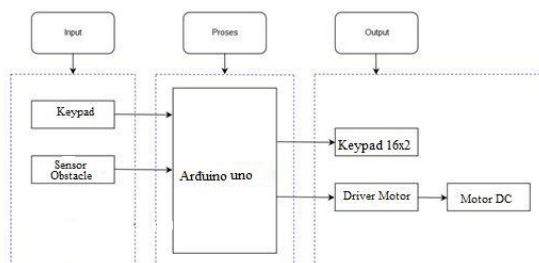 Input
Proses
Output
Keypad
Sensor
Obstacle
Arduino uno
Keypad 16x2
Driver Motor
Motor DC